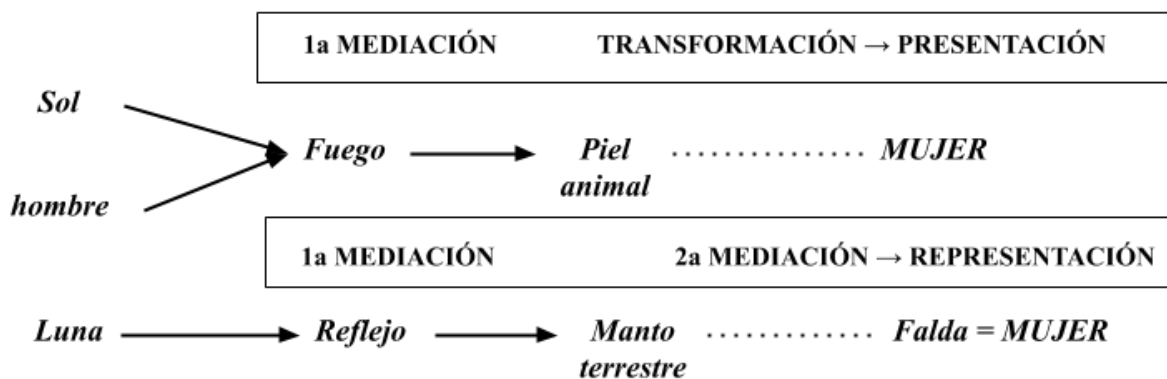 1a MEDIACIÓN TRANSFORMACIÓN → PRESENTACIÓN
Sol
Fuego Piel MUJER
animal
hombre
1a MEDIACIÓN 2a MEDIACIÓN → REPRESENTACIÓN
Luna Reflejo Manto Falda = MUJER
terrestre